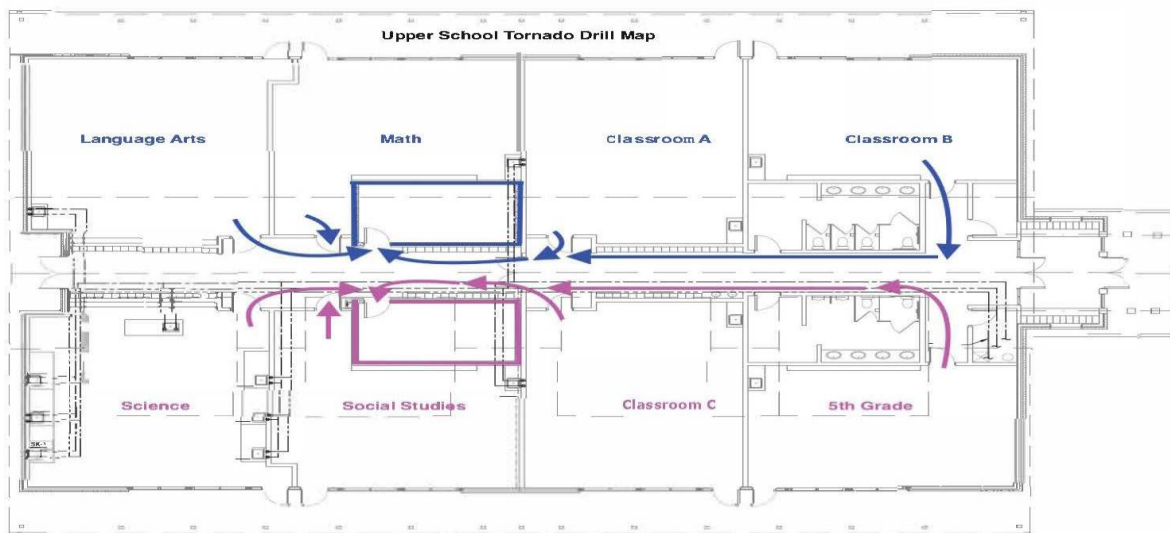 Upper School Tornado Drill Map
Language Arts
Math
Classroom A
Classroom B
Science
Social Studies
Classroom C
5th Grade
SK-1